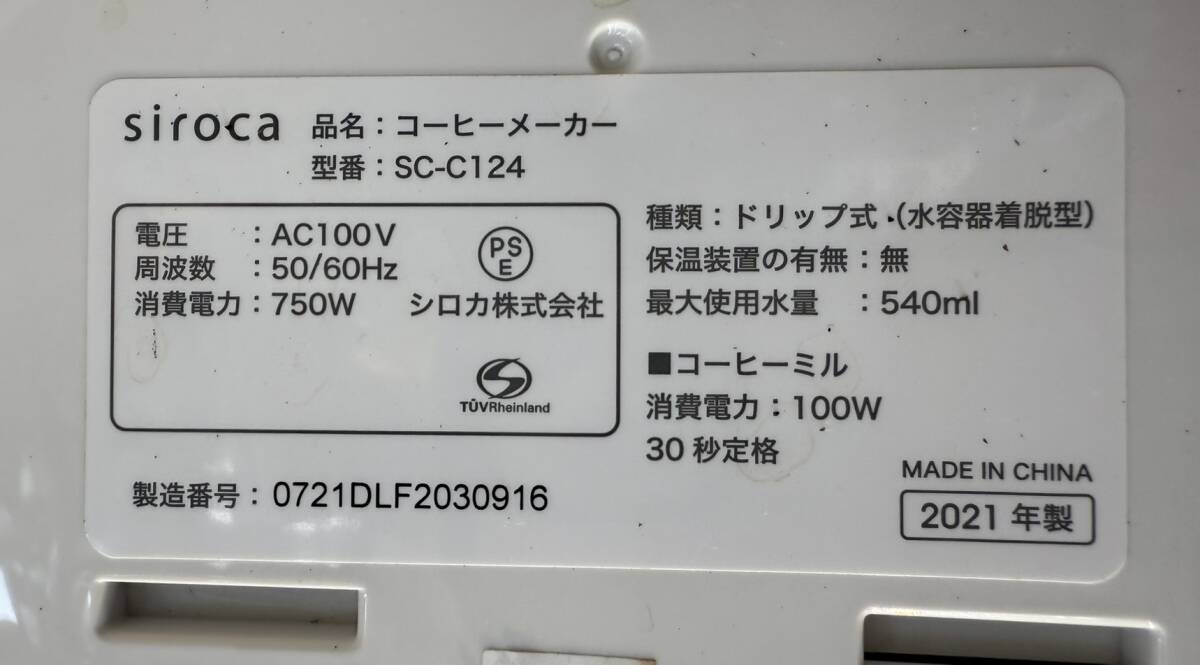 siroca 品名：コーヒーメーカー
型番：SC-C124
電圧　　：AC100V
周波数　：50/60Hz
消費電力：750W
PSE
シロカ株式会社
TÜVRheinland
種類：ドリップ式（水容器着脱型）
保温装置の有無：無
最大使用水量　：540ml
■コーヒーミル
消費電力：100W
30秒定格
製造番号：0721DLF2030916
MADE IN CHINA
2021 年製